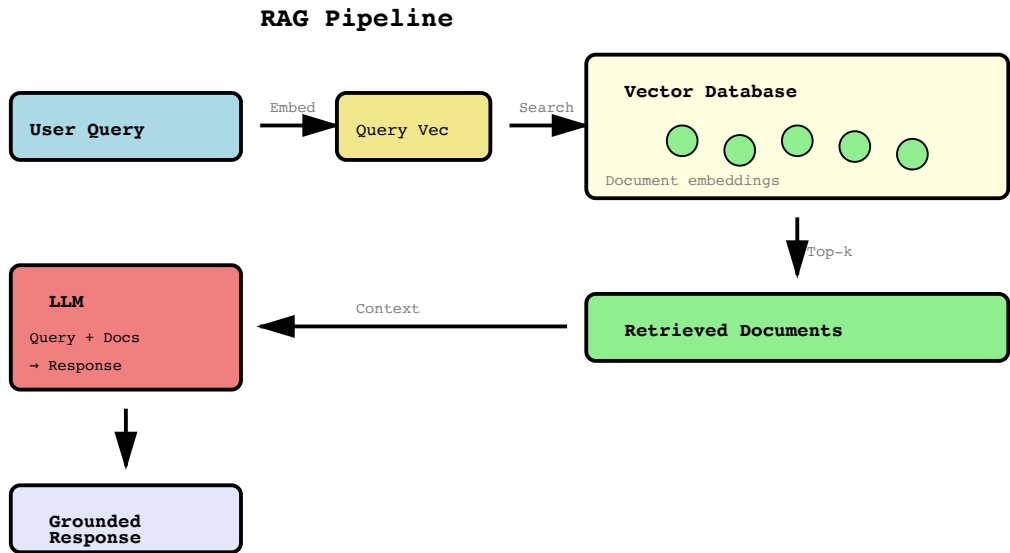 RAG Pipeline
User Query
Embed
Query Vec
Search
Vector Database
Document embeddings
Top-k
Retrieved Documents
Context
LLM
Query + Docs
→ Response
Grounded
Response